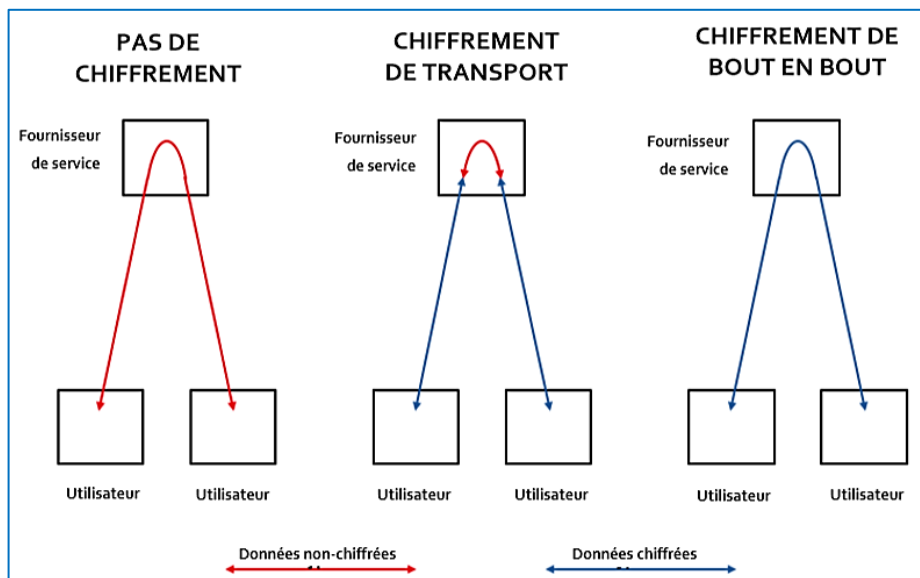 PAS DE
CHIFFREMENT
Fournisseur
de service
Utilisateur
Utilisateur
CHIFFREMENT
DE TRANSPORT
Fournisseur
de service
Utilisateur
Utilisateur
CHIFFREMENT DE
BOUT EN BOUT
Fournisseur
de service
Utilisateur
Utilisateur
Données non-chiffrées
Données chiffrées